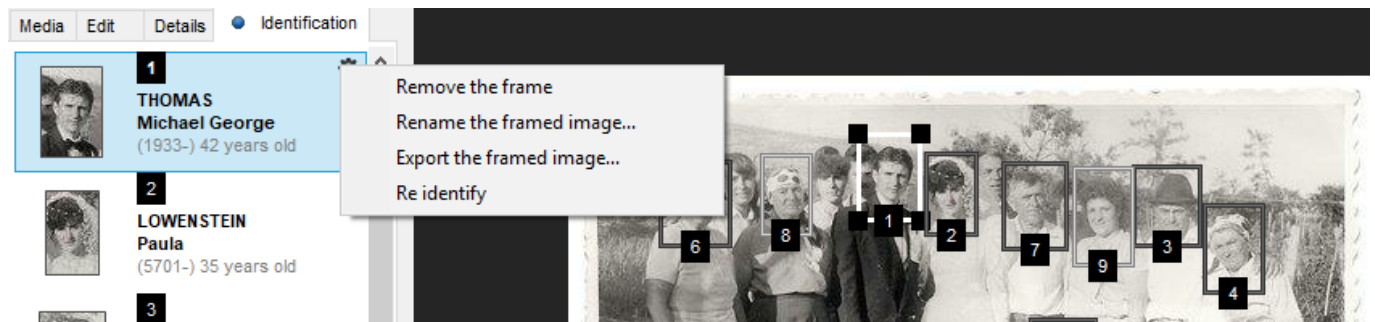 Media Edit Details Identification
1
THOMAS
Michael George
(1933-) 42 years old
2
LOWENSTEIN
Paula
(5701-) 35 years old
3
Remove the frame
Rename the framed image...
Export the framed image...
Re identify
6 8 1 2 7 9 3 4